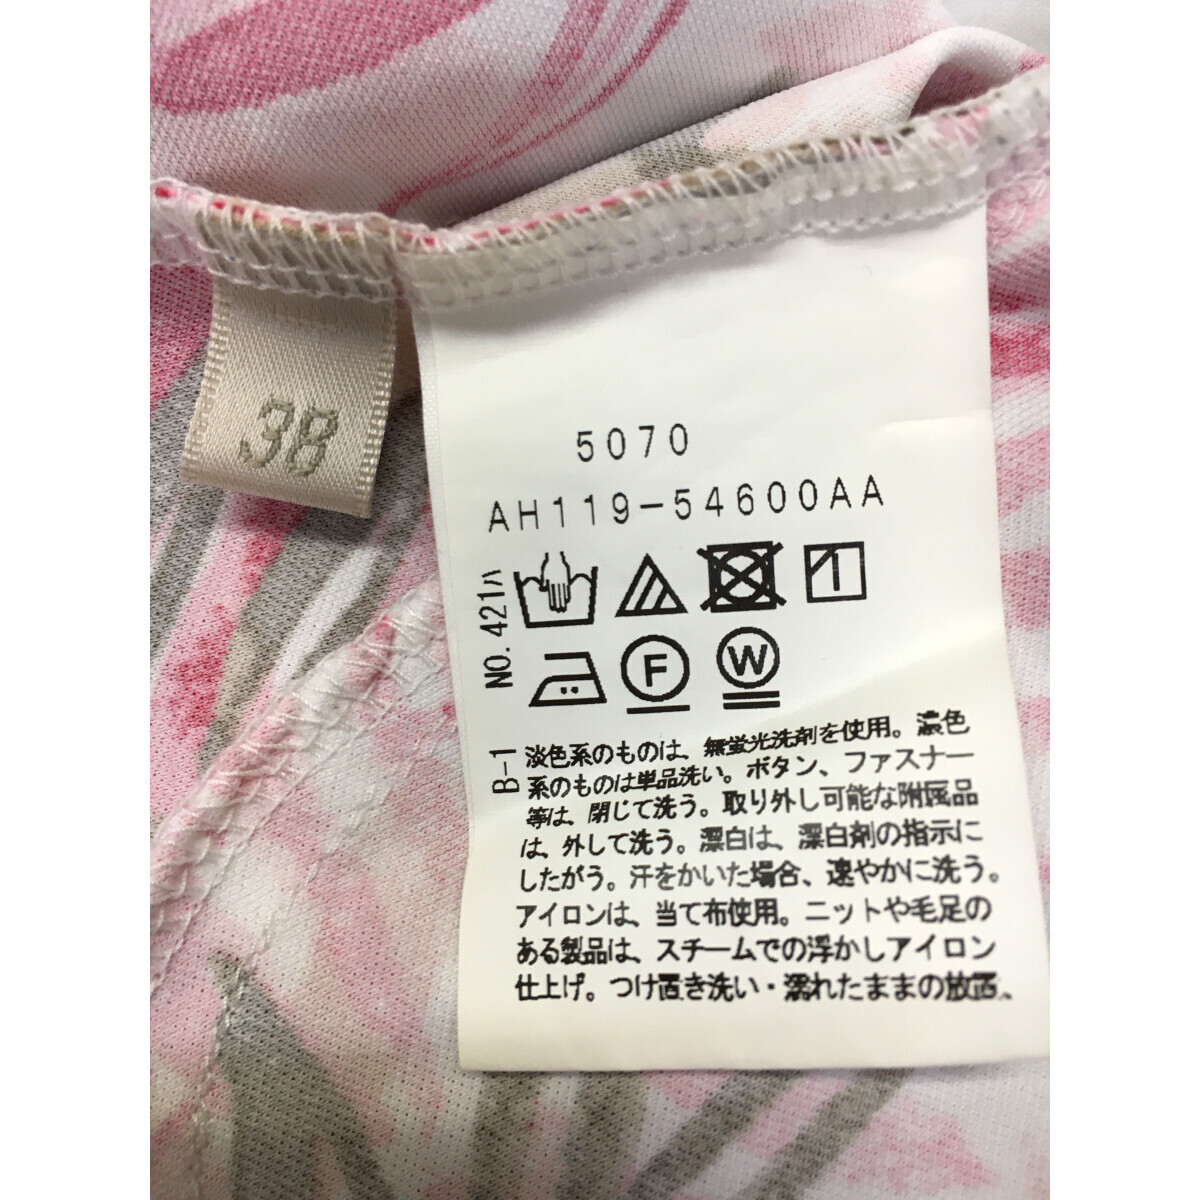 38
5070
AH119-54600AA
NO. 421ハ
F
W
B-1
淡色系のものは、無蛍光洗剤を使用。濃色
系のものは単品洗い。ボタン、ファスナー
等は、閉じて洗う。取り外し可能な附属品
は、外して洗う。漂白は、漂白剤の指示に
したがう。汗をかいた場合、速やかに洗う。
アイロンは、当て布使用。ニットや毛足の
ある製品は、スチームでの浮かしアイロン
仕上げ。つけ置き洗い・濡れたままの放置、